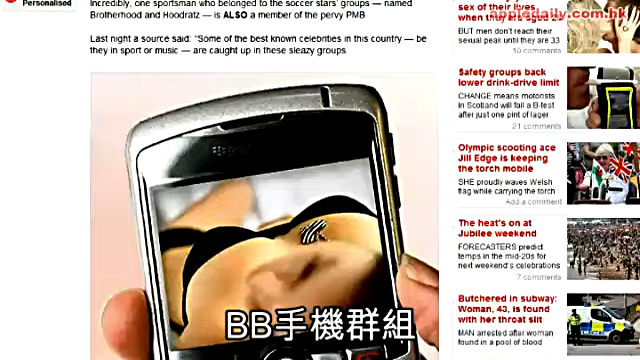 Personalised
Incredibly, one sportsman who belonged to the soccer stars' groups — named
Brotherhood and Hoodratz — is ALSO a member of the pervy PMB
Last night a source said: "Some of the best known celebrities in this country — be
they in sport or music — are caught up in these sleazy groups
BB手機群組
appledaily.com.hk
sex of their lives
when they are aged
BUT men don't reach their
sexual peak until they are 33
10 comments
Safety groups back
lower drink-drive limit
CHANGE means motorists
in Scotland will fail a B-test
after just one pint of lager
21 comments
Olympic scooting ace
Jill Edge is keeping
the torch mobile
SHE proudly waves Welsh
flag while carrying the torch
Add a comment
The heat's on at
Jubilee weekend
FORECASTERS predict
temps in the mid-20s for
next weekend's celebrations
7 comments
Butchered in subway:
Woman, 43, is found
with her throat slit
MAN arrested after woman
found in a pool of blood